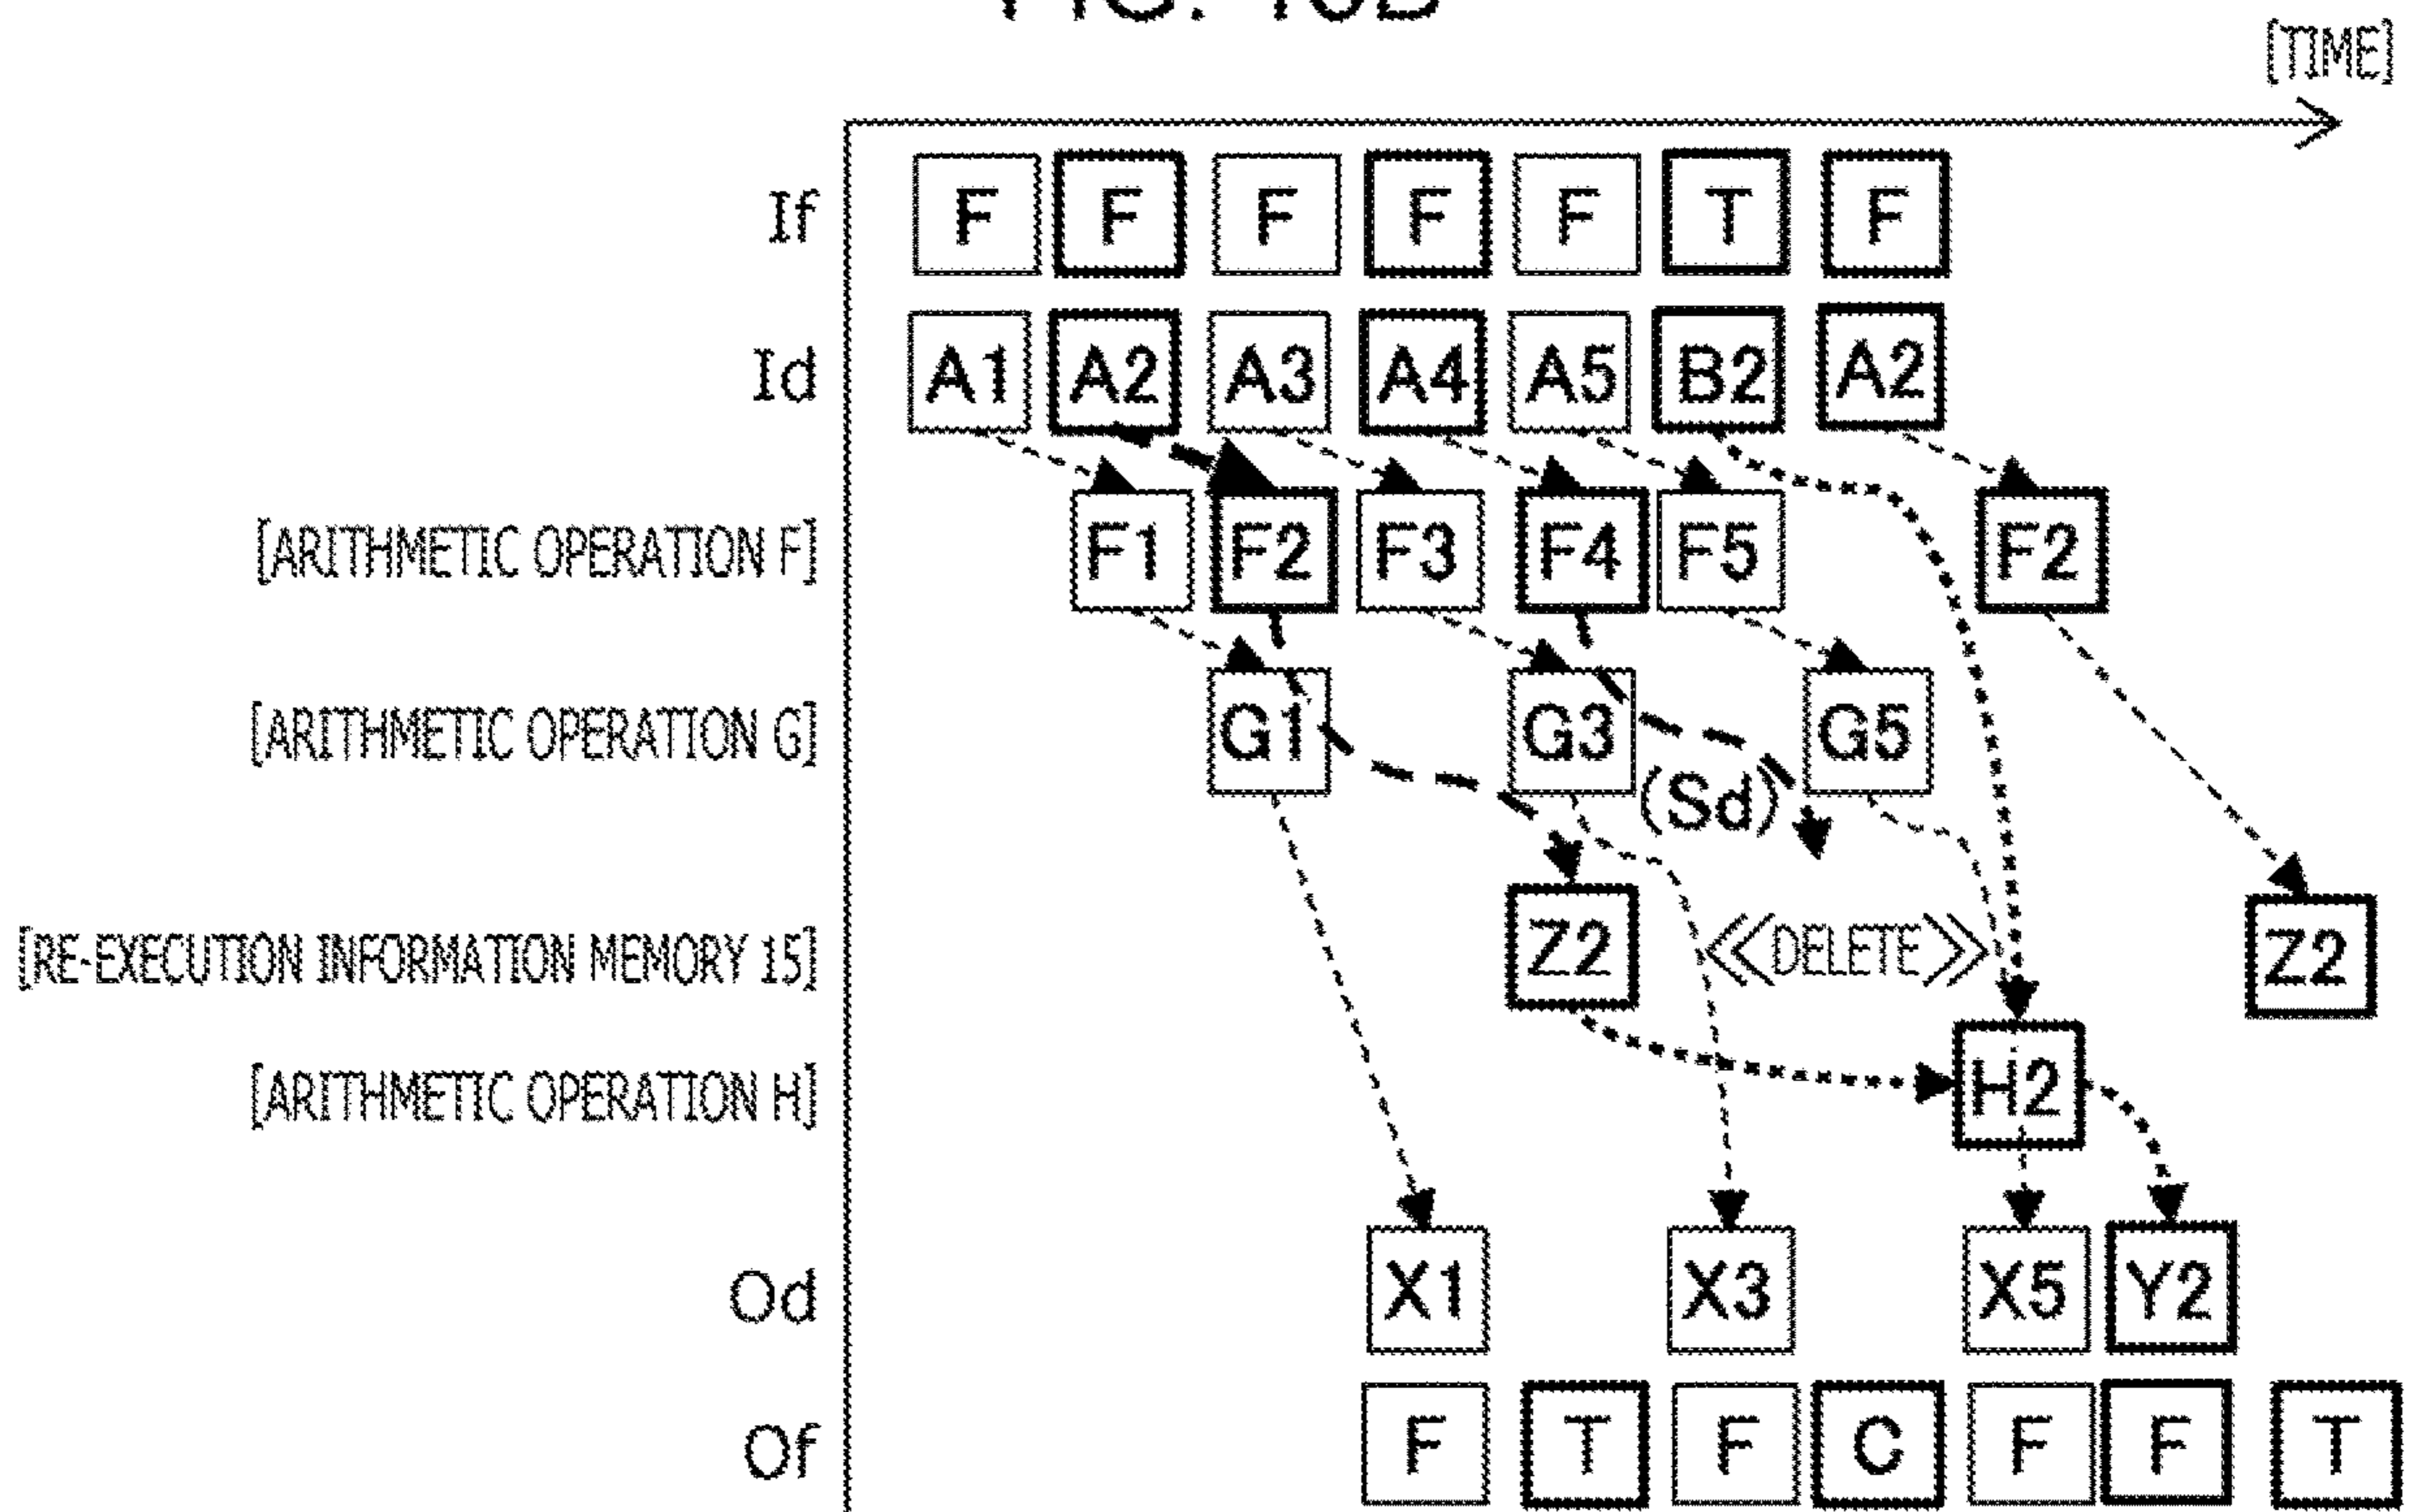 [TIME]
If F F F F F T F
Id A1 A2 A3 A4 A5 B2 A2
[ARITHMETIC OPERATION F] F1 F2 F3 F4 F5 F2
[ARITHMETIC OPERATION G] G1 G3 G5
(Sd)
[RE-EXECUTION INFORMATION MEMORY 15] Z2 ≪DELETE≫ Z2
[ARITHMETIC OPERATION H] H2
Od X1 X3 X5 Y2
Of F T F C F F T